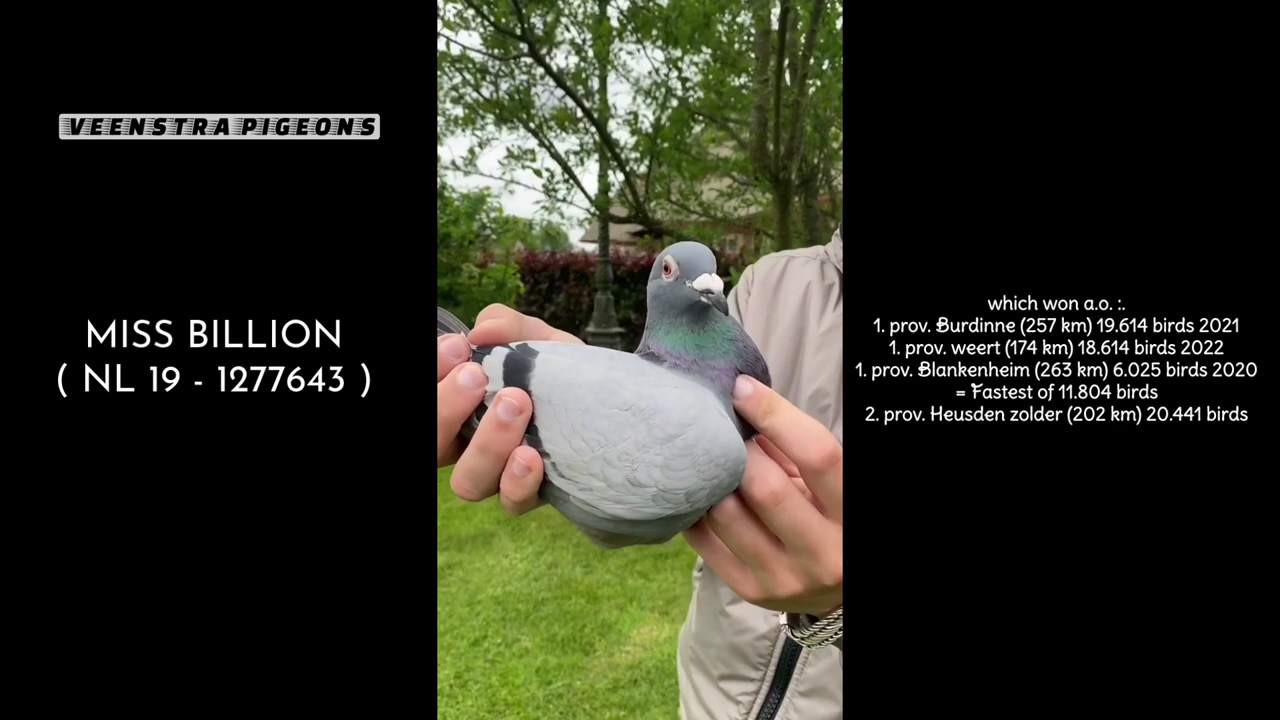 VEENSTRA PIGEONS
MISS BILLION
( NL 19 - 1277643 )
which won a.o. :.
1. prov. Burdinne (257 km) 19.614 birds 2021
1. prov. weert (174 km) 18.614 birds 2022
1. prov. Blankenheim (263 km) 6.025 birds 2020
= Fastest of 11.804 birds
2. prov. Heusden zolder (202 km) 20.441 birds